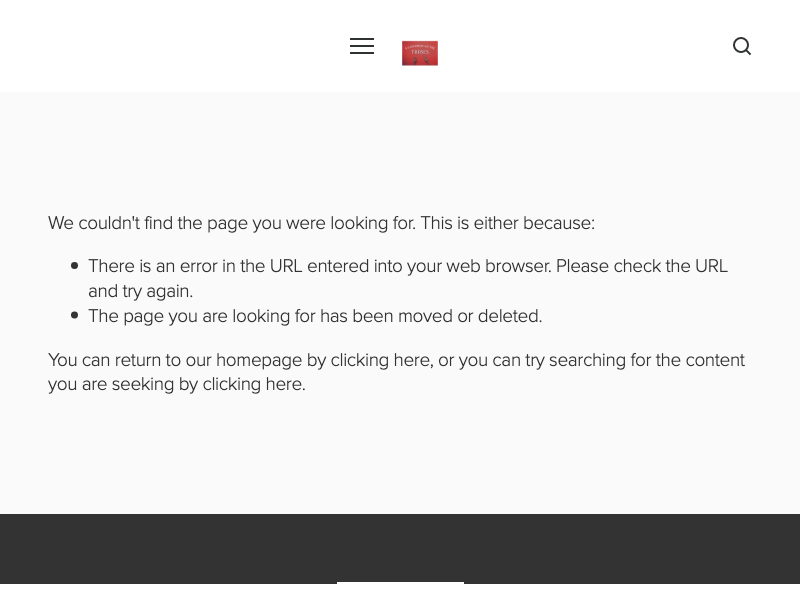 We couldn't find the page you were looking for. This is either because:
There is an error in the URL entered into your web browser. Please check the URL
and try again.
The page you are looking for has been moved or deleted.
You can return to our homepage by clicking here, or you can try searching for the content
you are seeking by clicking here.